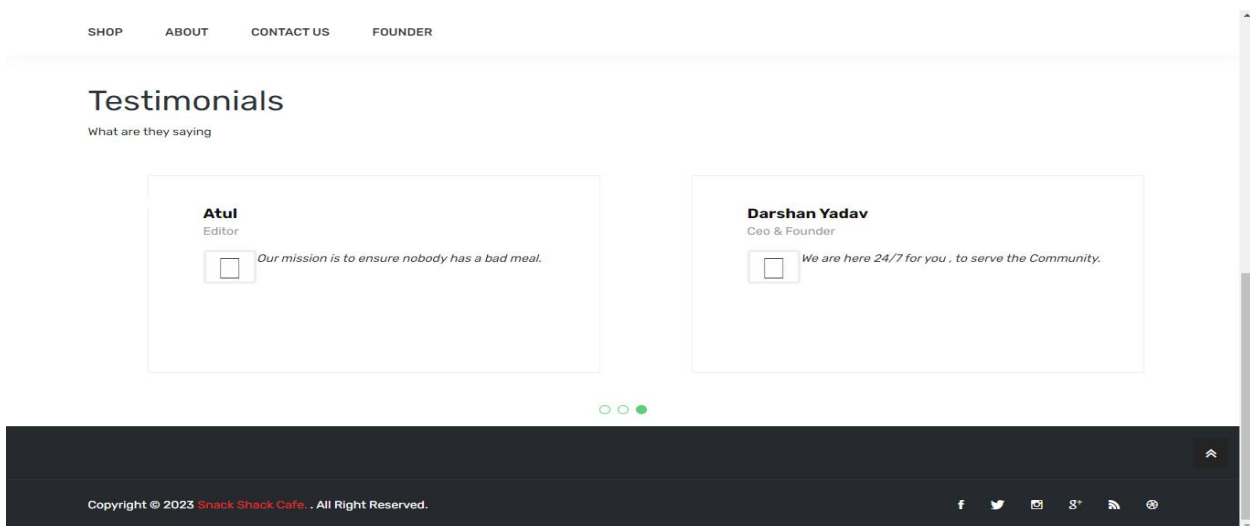 SHOP ABOUT CONTACT US FOUNDER
Testimonials
What are they saying
Atul
Editor
Our mission is to ensure nobody has a bad meal.
Darshan Yadav
Ceo & Founder
We are here 24/7 for you , to serve the Community.
Copyright © 2023 Snack Shack Cafe. . All Right Reserved.